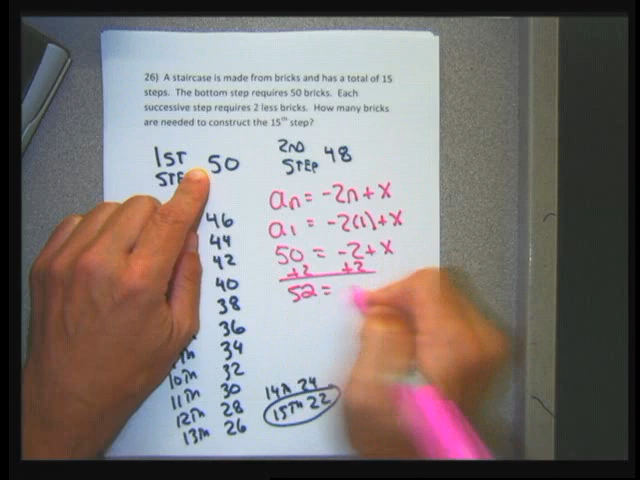 26) A staircase is made from bricks and has a total of 15
steps. The bottom step requires 50 bricks. Each
successive step requires 2 less bricks. How many bricks
are needed to construct the 15th step?
1ST
STEP 50
2ND
STEP 48
an = -2n + x
a1 = -2(1) + x
50 = -2 + x
+2 +2
52 =
46
44
42
40
38
36
34
10TH 32
11TH 30
12TH 28
13TH 26
14TH 24
15TH 22